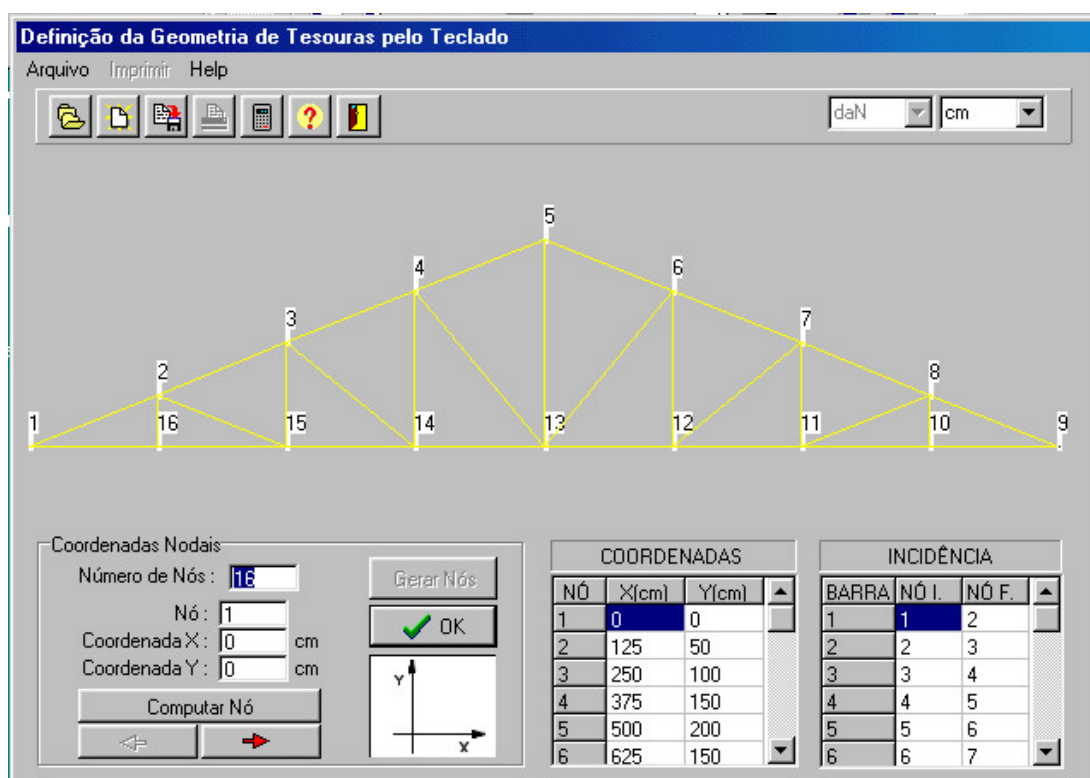 Definição da Geometria de Tesouras pelo Teclado
Arquivo Imprimir Help
daN cm
5
4 6
3 7
2 8
1 16 15 14 13 12 11 10 9
Coordenadas Nodais
Número de Nós : 16
Gerar Nós
Nó : 1
OK
Coordenada X : 0 cm
Coordenada Y : 0 cm
Computar Nó
Y
X
COORDENADAS
NÓ X(cm) Y(cm)
1 0 0
2 125 50
3 250 100
4 375 150
5 500 200
6 625 150
INCIDÊNCIA
BARRA NÓ I. NÓ F.
1 1 2
2 2 3
3 3 4
4 4 5
5 5 6
6 6 7